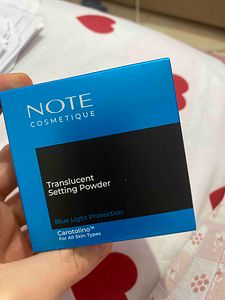 NOTE
COSMETIQUE
Translucent
Setting Powder
Blue Light Protection
Carotolino™
For All Skin Types